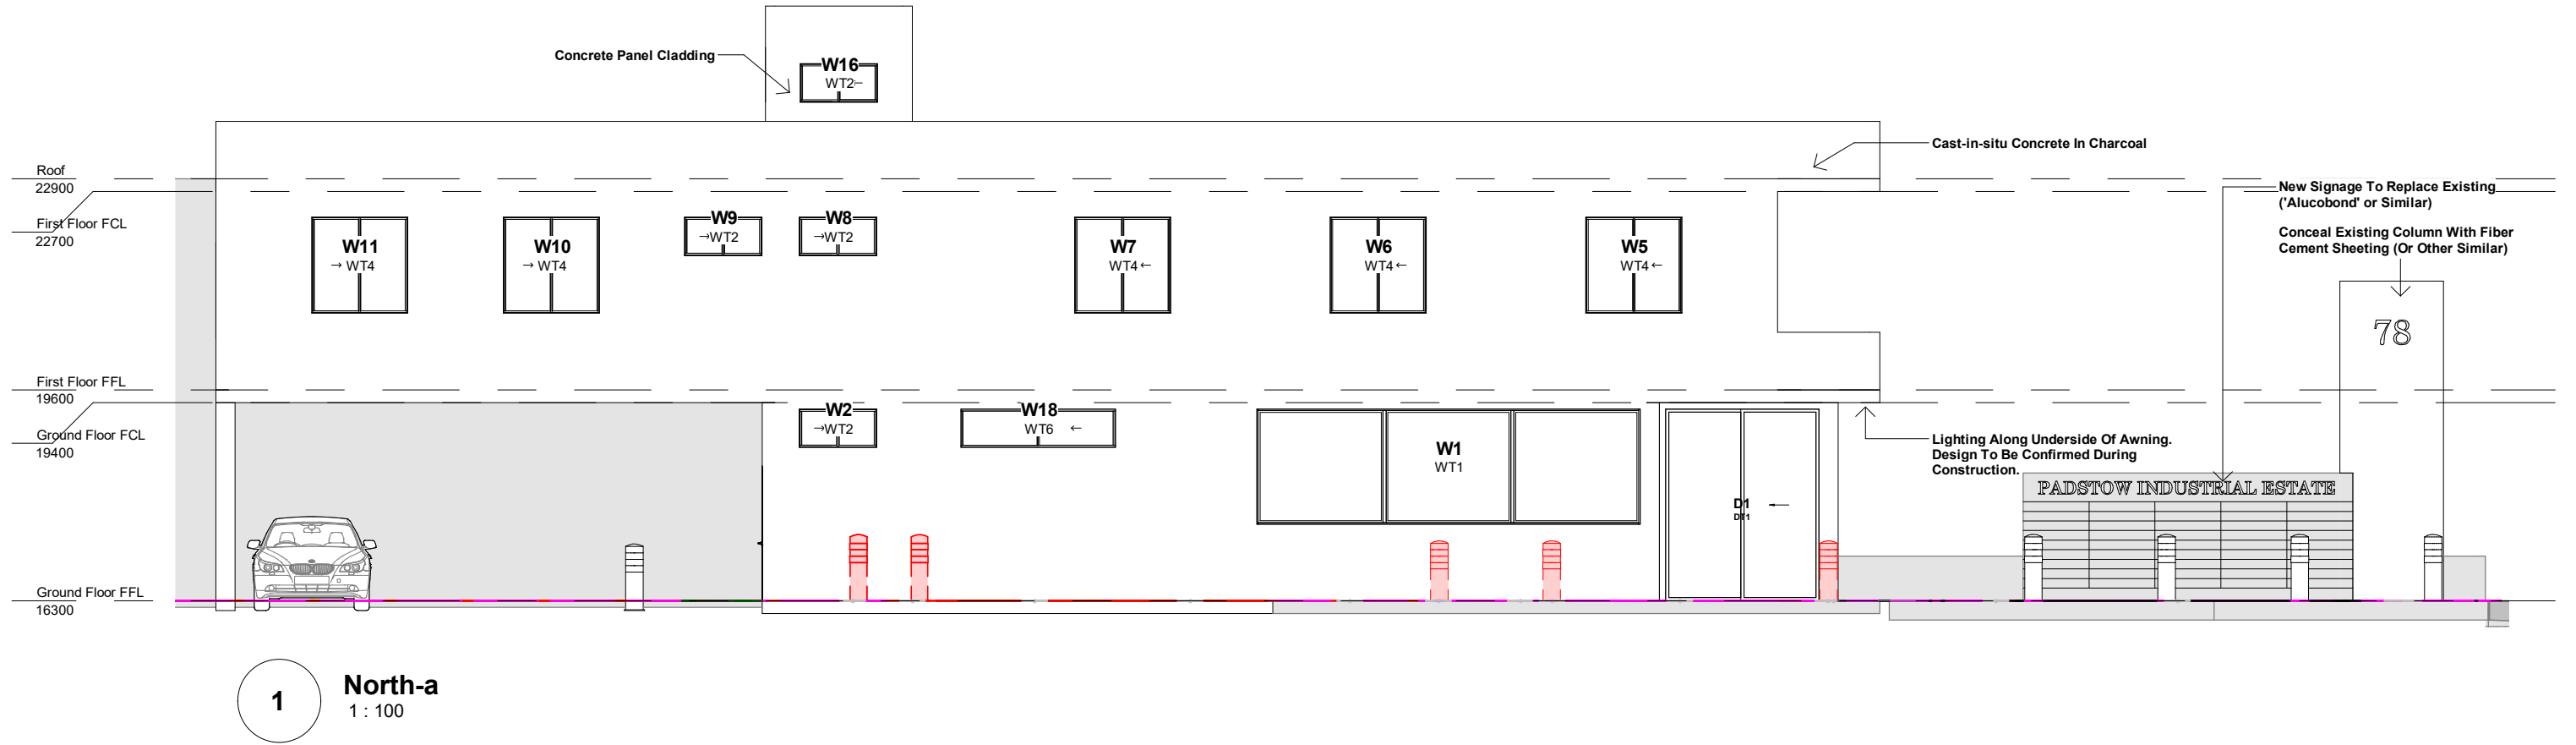 Concrete Panel Cladding
W16
WT2
Cast-in-situ Concrete In Charcoal
Roof
22900
New Signage To Replace Existing
('Alucobond' or Similar)
First Floor FCL
22700
Conceal Existing Column With Fiber
Cement Sheeting (Or Other Similar)
W11
→ WT4
W10
→ WT4
W9
→WT2
W8
→WT2
W7
WT4←
W6
WT4←
W5
WT4←
78
First Floor FFL
19600
Ground Floor FCL
19400
W2
→WT2
W18
WT6 ←
W1
WT1
Lighting Along Underside Of Awning.
Design To Be Confirmed During
Construction.
PADSTOW INDUSTRIAL ESTATE
D1
DT1
Ground Floor FFL
16300
1
North-a
1 : 100